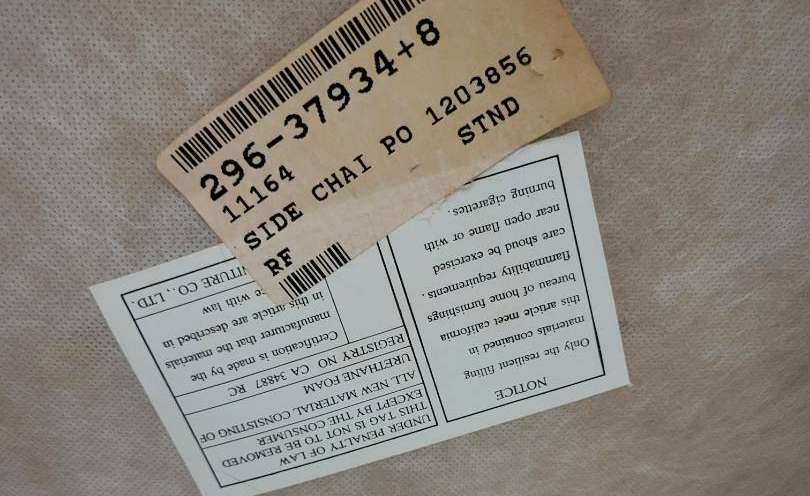 296-37934+8
11164
SIDE CHAI PO 1203856
STND
RF
UNDER PENALTY OF LAW
THIS TAG IS NOT TO BE REMOVED
EXCEPT BY THE CONSUMER
ALL NEW MATERIAL CONSISTING OF
URETHANE FOAM
REGISTRY NO CA 34887 RC
Certification is made by the
manufacturer that the materials
in this article are described in
with law
CO., LTD.
NOTICE
Only the resilient filling
materials contained in
this article meet california
bureau of home furnishings
flammability requirements.
care shoud be exercised
near open flame or with
burning cigarettes.